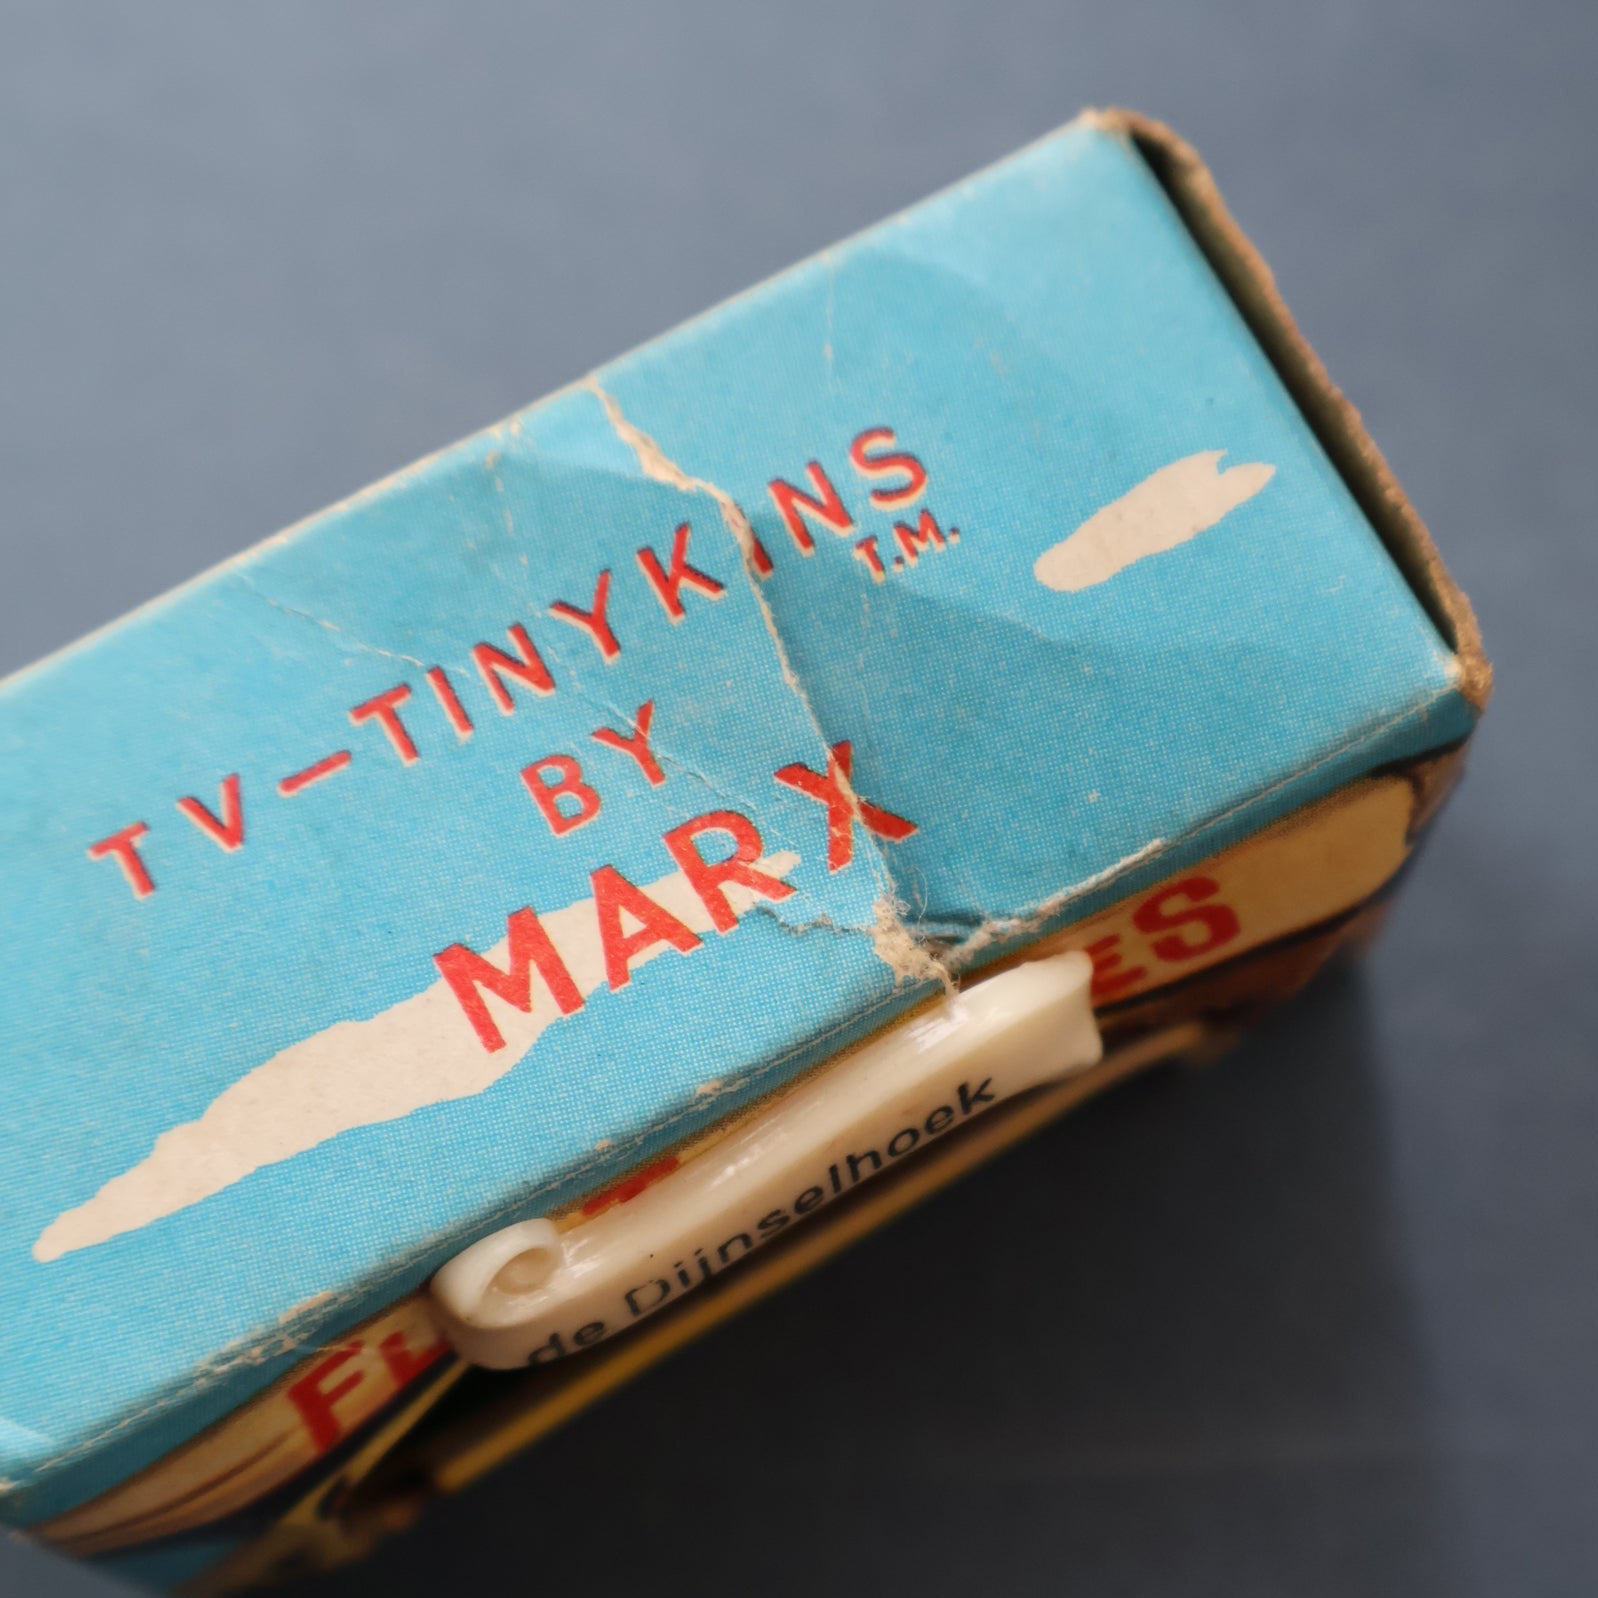 TV-TINYKINS
T.M.
BY
MARX
de Dijnselhoek